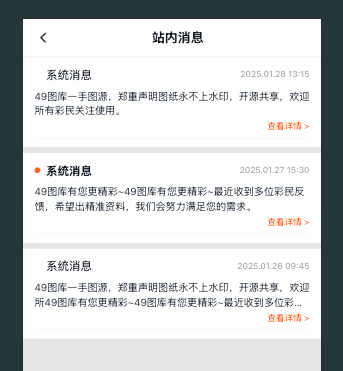 站内消息
系统消息 2025.01.28 13:15
49图库一手图源，郑重声明图纸永不上水印，开源共享，欢迎
所有彩民关注使用。
查看详情 >
系统消息 2025.01.27 15:30
49图库有您更精彩~49图库有您更精彩~最近收到多位彩民反
馈，希望出精准资料，我们会努力满足您的需求。
查看详情 >
系统消息 2025.01.26 09:45
49图库一手图源，郑重声明图纸永不上水印，开源共享，欢迎
所49图库有您更精彩~49图库有您更精彩~最近收到多位彩...
查看详情 >